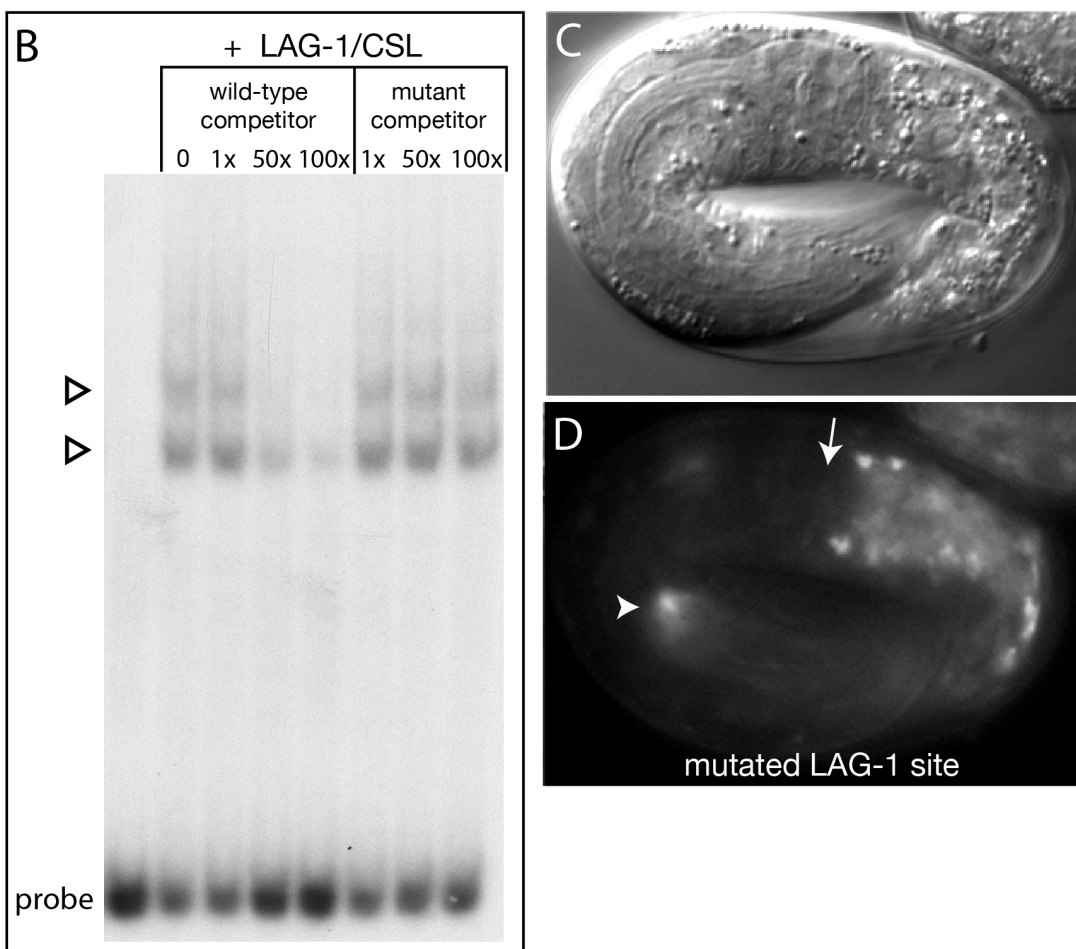 B
+ LAG-1/CSL
wild-type
competitor
mutant
competitor
0 1x 50x 100x 1x 50x 100x
probe
C
D
mutated LAG-1 site